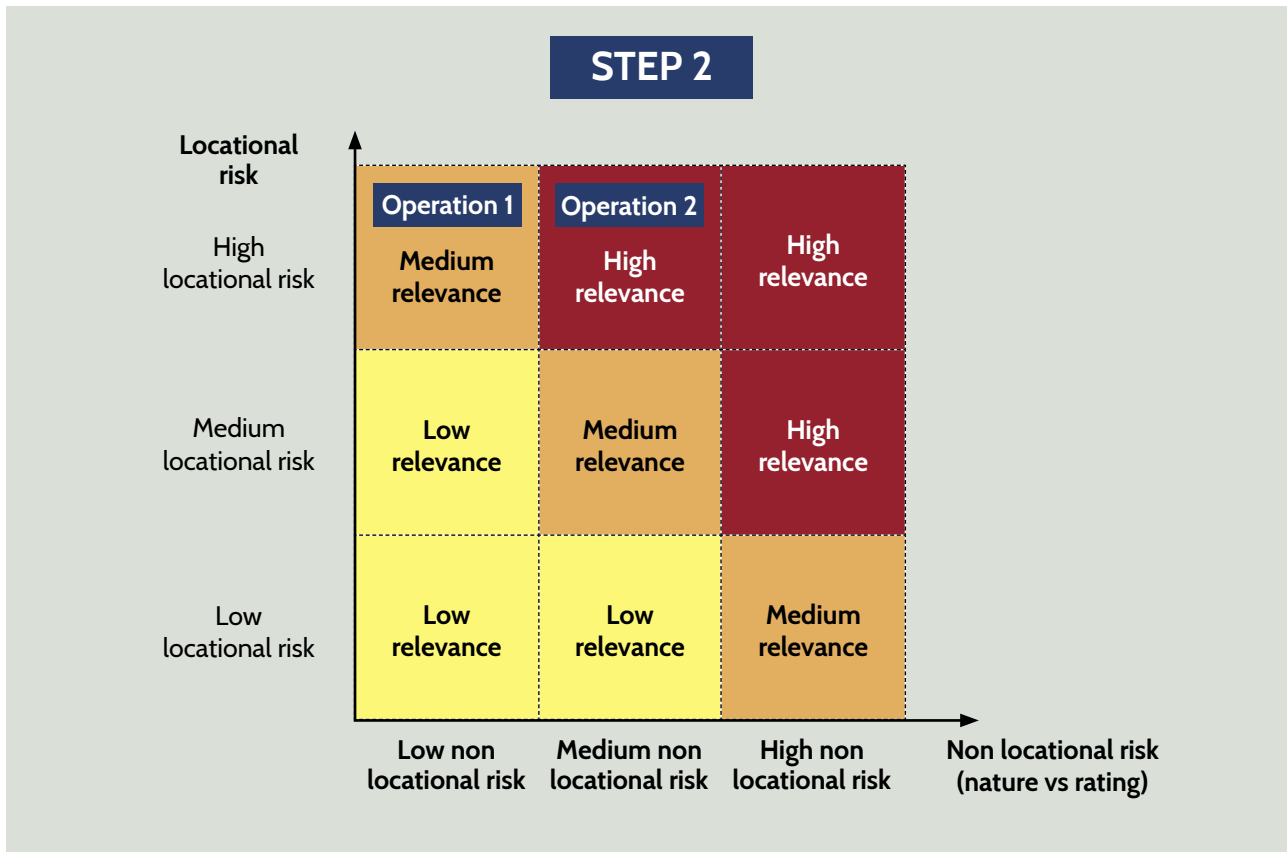 STEP 2
Locational
risk
High
locational risk
Operation 1
Medium
relevance
Operation 2
High
relevance
High
relevance
Medium
locational risk
Low
relevance
Medium
relevance
High
relevance
Low
locational risk
Low
relevance
Low
relevance
Medium
relevance
Low non
locational risk
Medium non
locational risk
High non
locational risk
Non locational risk
(nature vs rating)